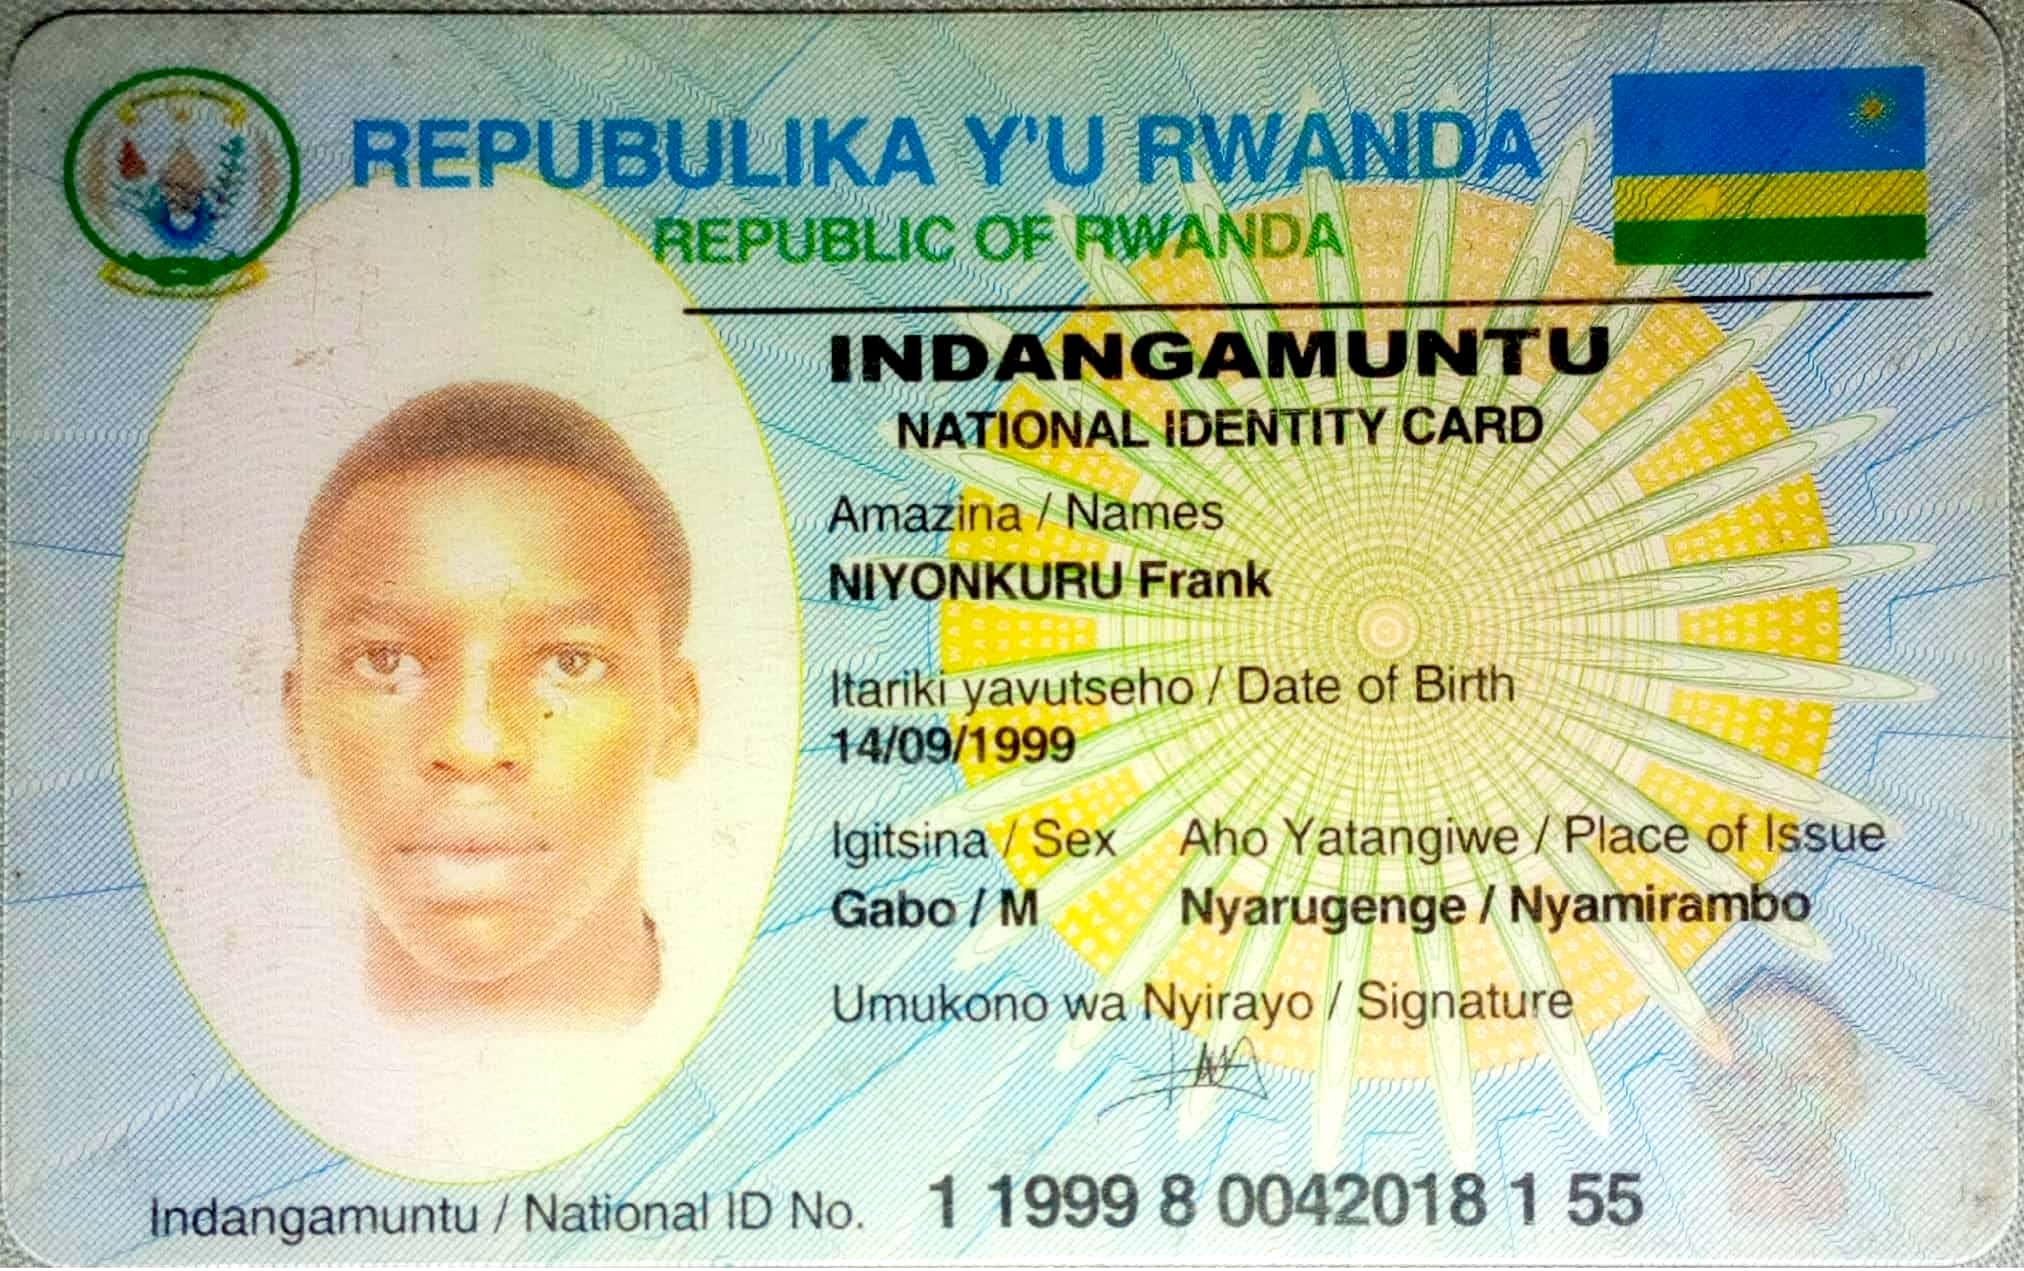 REPUBULIKA Y'U RWANDA
REPUBLIC OF RWANDA
INDANGAMUNTU
NATIONAL IDENTITY CARD
Amazina / Names
NIYONKURU Frank
Itariki yavutseho / Date of Birth
14/09/1999
Igitsina / Sex Aho Yatangiwe / Place of Issue
Gabo / M Nyarugenge / Nyamirambo
Umukono wa Nyirayo / Signature
Indangamuntu / National ID No. 1 1999 8 0042018 1 55